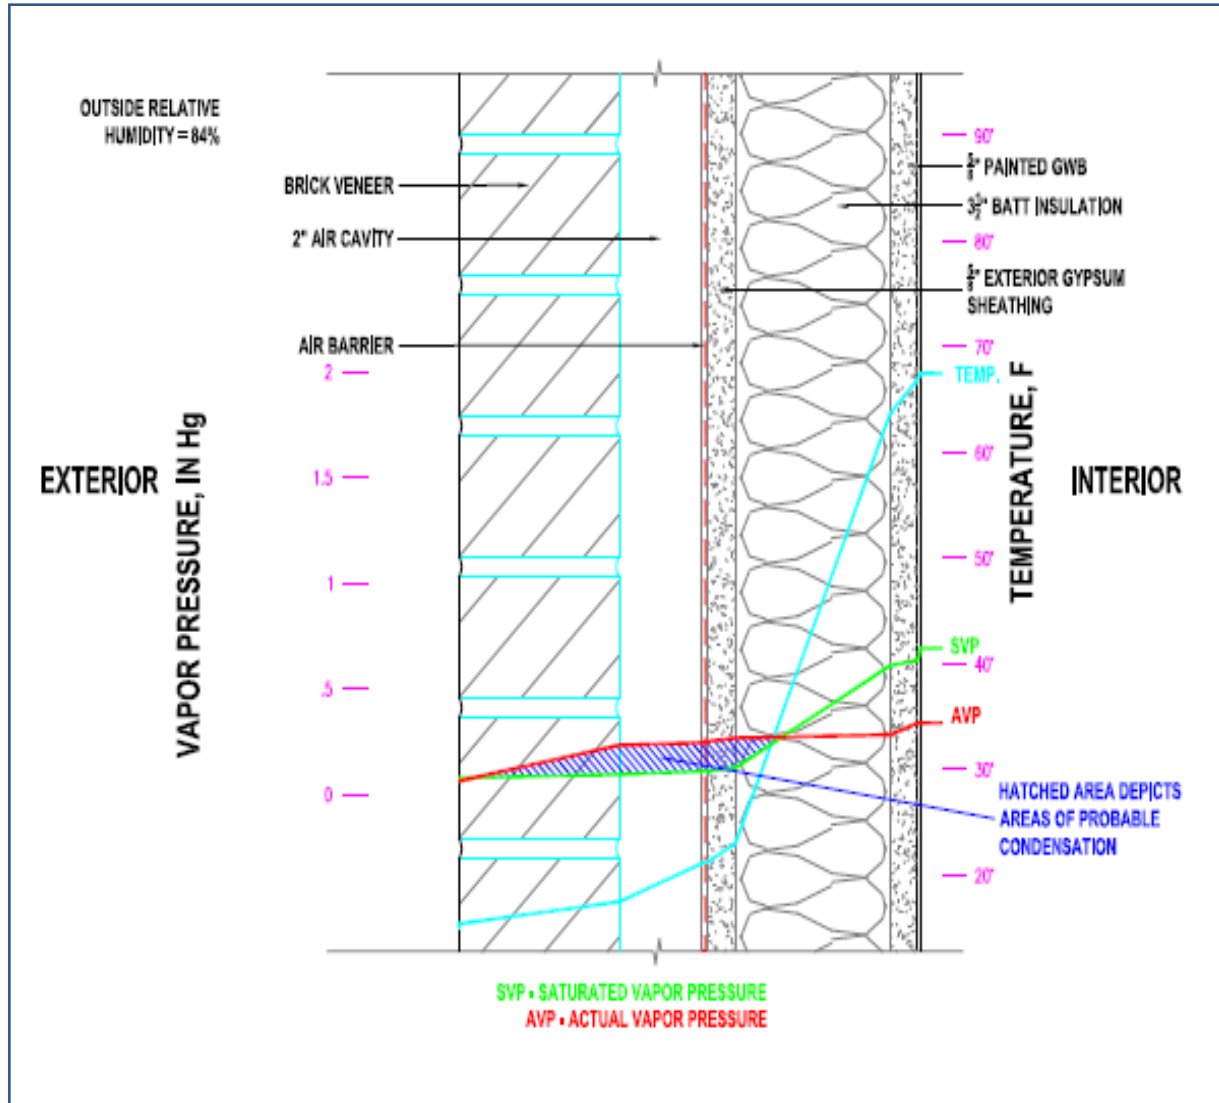 OUTSIDE RELATIVE
HUMIDITY = 84%
BRICK VENEER
2" AIR CAVITY
AIR BARRIER
EXTERIOR
VAPOR PRESSURE, IN Hg
2
1.5
1
.5
0
90'
80'
70'
60'
50'
40'
30'
20'
5/8" PAINTED GWB
3 1/2" BATT INSULATION
5/8" EXTERIOR GYPSUM
SHEATHING
TEMP.
TEMPERATURE, F
INTERIOR
SVP
AVP
HATCHED AREA DEPICTS
AREAS OF PROBABLE
CONDENSATION
SVP - SATURATED VAPOR PRESSURE
AVP - ACTUAL VAPOR PRESSURE